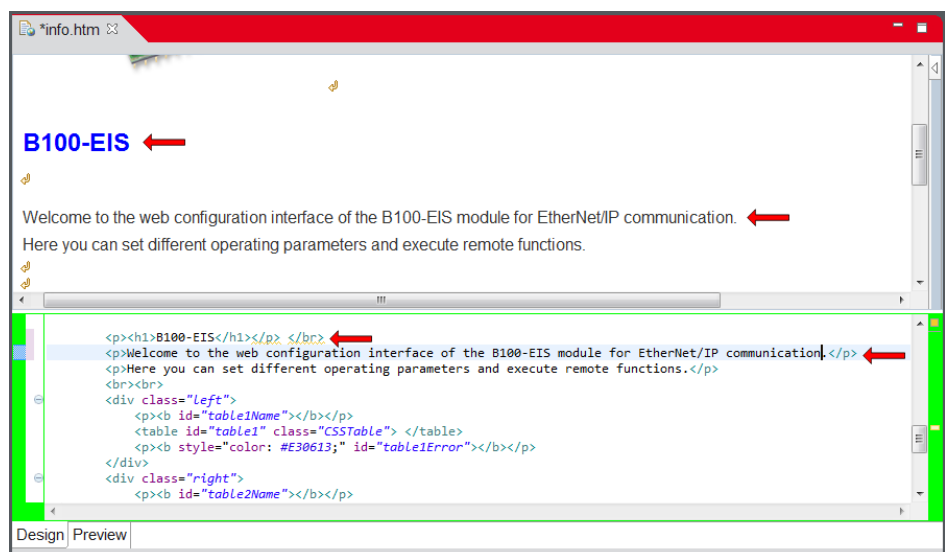 *info.htm
B100-EIS
Welcome to the web configuration interface of the B100-EIS module for EtherNet/IP communication.
Here you can set different operating parameters and execute remote functions.
<p><h1>B100-EIS</h1></p> </br>
<p>Welcome to the web configuration interface of the B100-EIS module for EtherNet/IP communication.</p>
<p>Here you can set different operating parameters and execute remote functions.</p>
<br><br>
<div class="left">
<p><b id="table1Name"></b></p>
<table id="table1" class="CSSTable"> </table>
<p><b style="color: #E30613;" id="table1Error"></b></p>
</div>
<div class="right">
<p><b id="table2Name"></b></p>
Design Preview